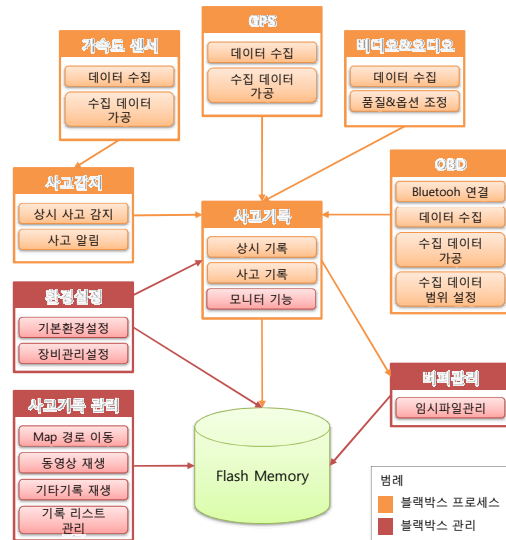 가속도 센서
데이터 수집
수집 데이터
가공
GPS
데이터 수집
수집 데이터
가공
비디오&오디오
데이터 수집
품질&옵션 조정
사고감지
상시 사고 감지
사고 알림
사고기록
상시 기록
사고 기록
모니터 기능
OBD
Bluetooh 연결
데이터 수집
수집 데이터
가공
수집 데이터
범위 설정
환경설정
기본환경설정
장비관리설정
버퍼관리
임시파일관리
사고기록 관리
Map 경로 이동
동영상 재생
기타기록 재생
기록 리스트
관리
Flash Memory
범례
블랙박스 프로세스
블랙박스 관리